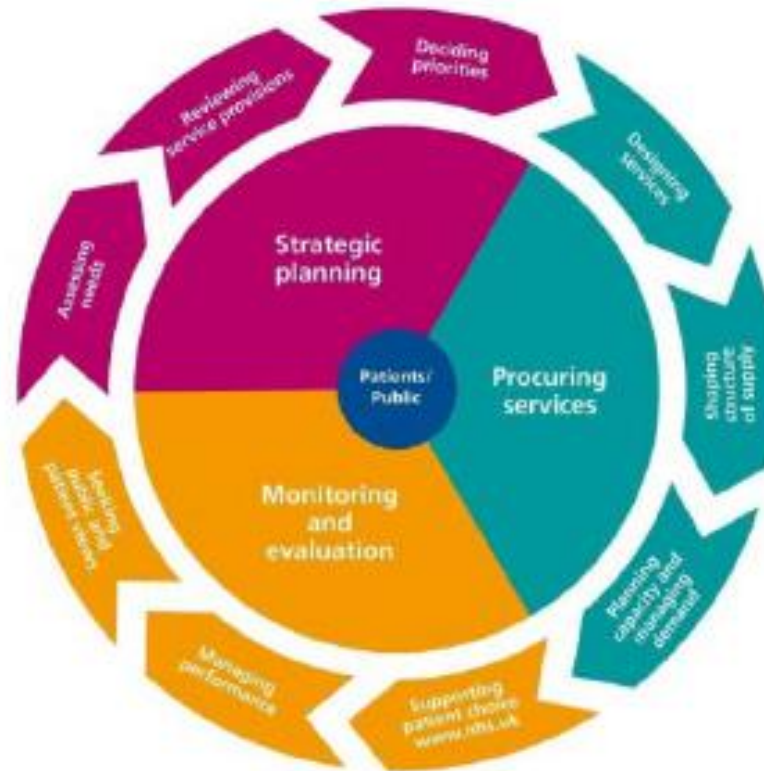 Deciding
priorities
Designing
services
Shaping
structure
of supply
Planning
capacity and
managing
demand
Supporting
patient choice
www.nhs.uk
Managing
performance
Seeking
public and
patient views
Assessing
needs
Reviewing
service provisions
Strategic
planning
Procuring
services
Monitoring
and
evaluation
Patients/
Public